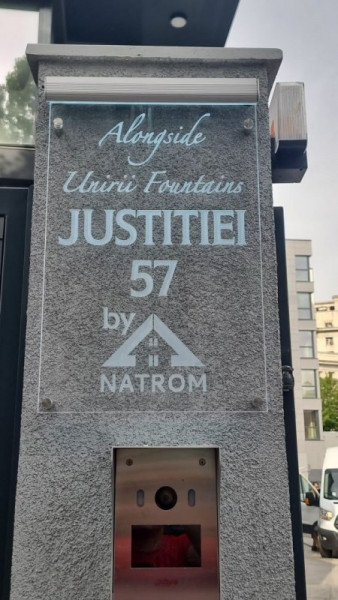 Alongside
Unirii Fountains
JUSTITIEI
57
by
NATROM